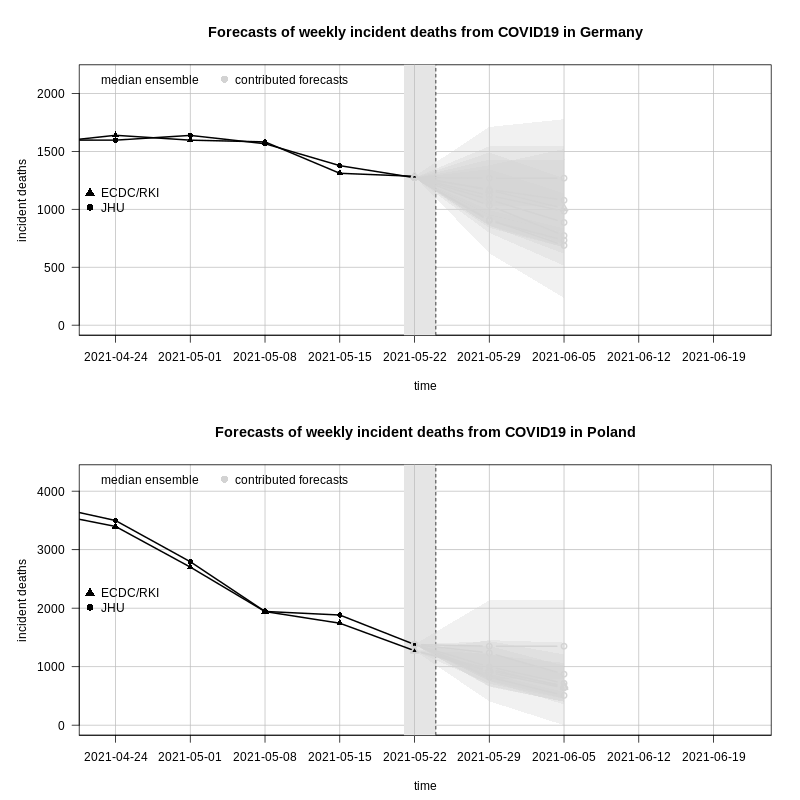 Forecasts of weekly incident deaths from COVID19 in Germany
median ensemble contributed forecasts
2000
1500
1000
500
0
incident deaths
ECDC/RKI
JHU
2021-04-24 2021-05-01 2021-05-08 2021-05-15 2021-05-22 2021-05-29 2021-06-05 2021-06-12 2021-06-19
time
Forecasts of weekly incident deaths from COVID19 in Poland
median ensemble contributed forecasts
4000
3000
2000
1000
0
incident deaths
ECDC/RKI
JHU
2021-04-24 2021-05-01 2021-05-08 2021-05-15 2021-05-22 2021-05-29 2021-06-05 2021-06-12 2021-06-19
time